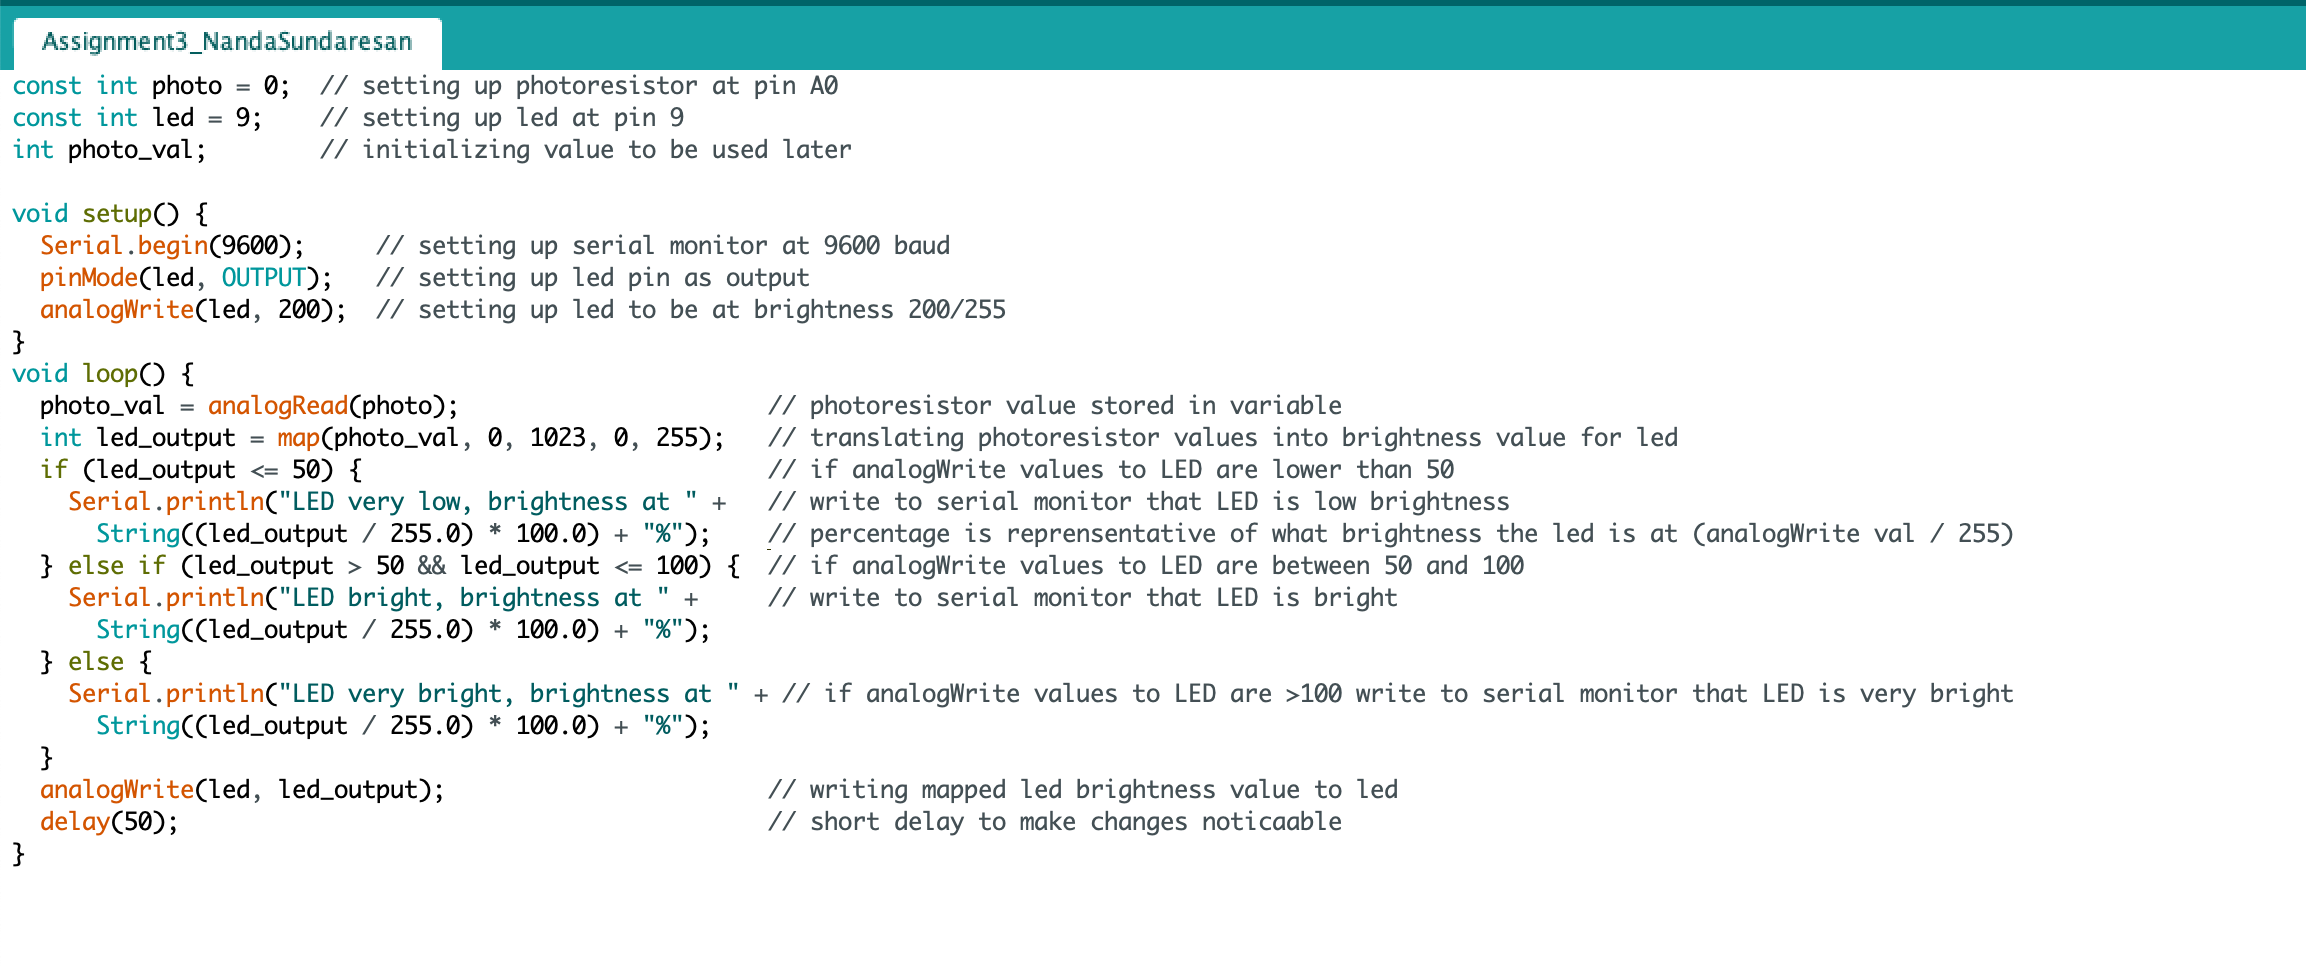 Assignment3_NandaSundaresan
const int photo = 0;  // setting up photoresistor at pin A0
const int led = 9;    // setting up led at pin 9
int photo_val;        // initializing value to be used later
void setup() {
  Serial.begin(9600);     // setting up serial monitor at 9600 baud
  pinMode(led, OUTPUT);   // setting up led pin as output
  analogWrite(led, 200);  // setting up led to be at brightness 200/255
}
void loop() {
  photo_val = analogRead(photo);                      // photoresistor value stored in variable
  int led_output = map(photo_val, 0, 1023, 0, 255);   // translating photoresistor values into brightness value for led
  if (led_output <= 50) {                             // if analogWrite values to LED are lower than 50
    Serial.println("LED very low, brightness at " +   // write to serial monitor that LED is low brightness
      String((led_output / 255.0) * 100.0) + "%");    // percentage is reprensentative of what brightness the led is at (analogWrite val / 255)
  } else if (led_output > 50 && led_output <= 100) {  // if analogWrite values to LED are between 50 and 100
    Serial.println("LED bright, brightness at " +     // write to serial monitor that LED is bright
      String((led_output / 255.0) * 100.0) + "%");
  } else {
    Serial.println("LED very bright, brightness at " + // if analogWrite values to LED are >100 write to serial monitor that LED is very bright
      String((led_output / 255.0) * 100.0) + "%");
  }
  analogWrite(led, led_output);                       // writing mapped led brightness value to led
  delay(50);                                          // short delay to make changes noticaable
}